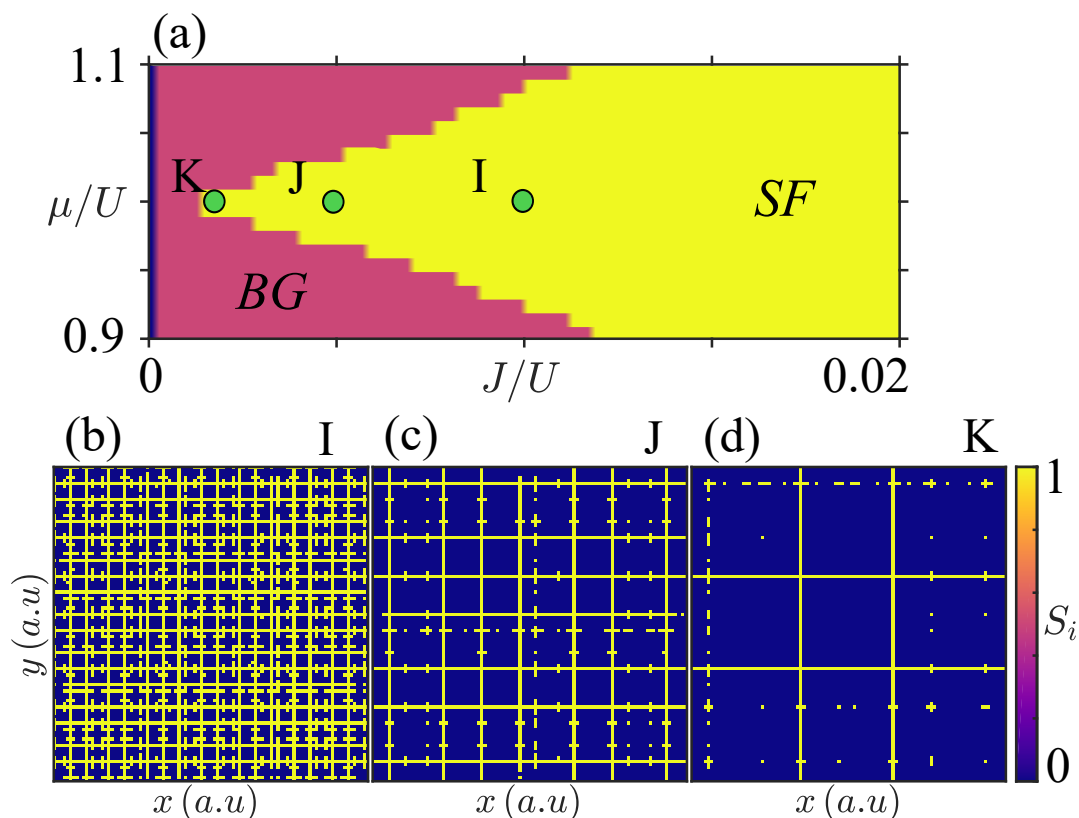 (a)
1.1
K
J
I
μ/U
SF
BG
0.9
0
J/U
0.02
(b)
I
(c)
J
(d)
K
1
y (a.u)
S_i
0
x (a.u)
x (a.u)
x (a.u)